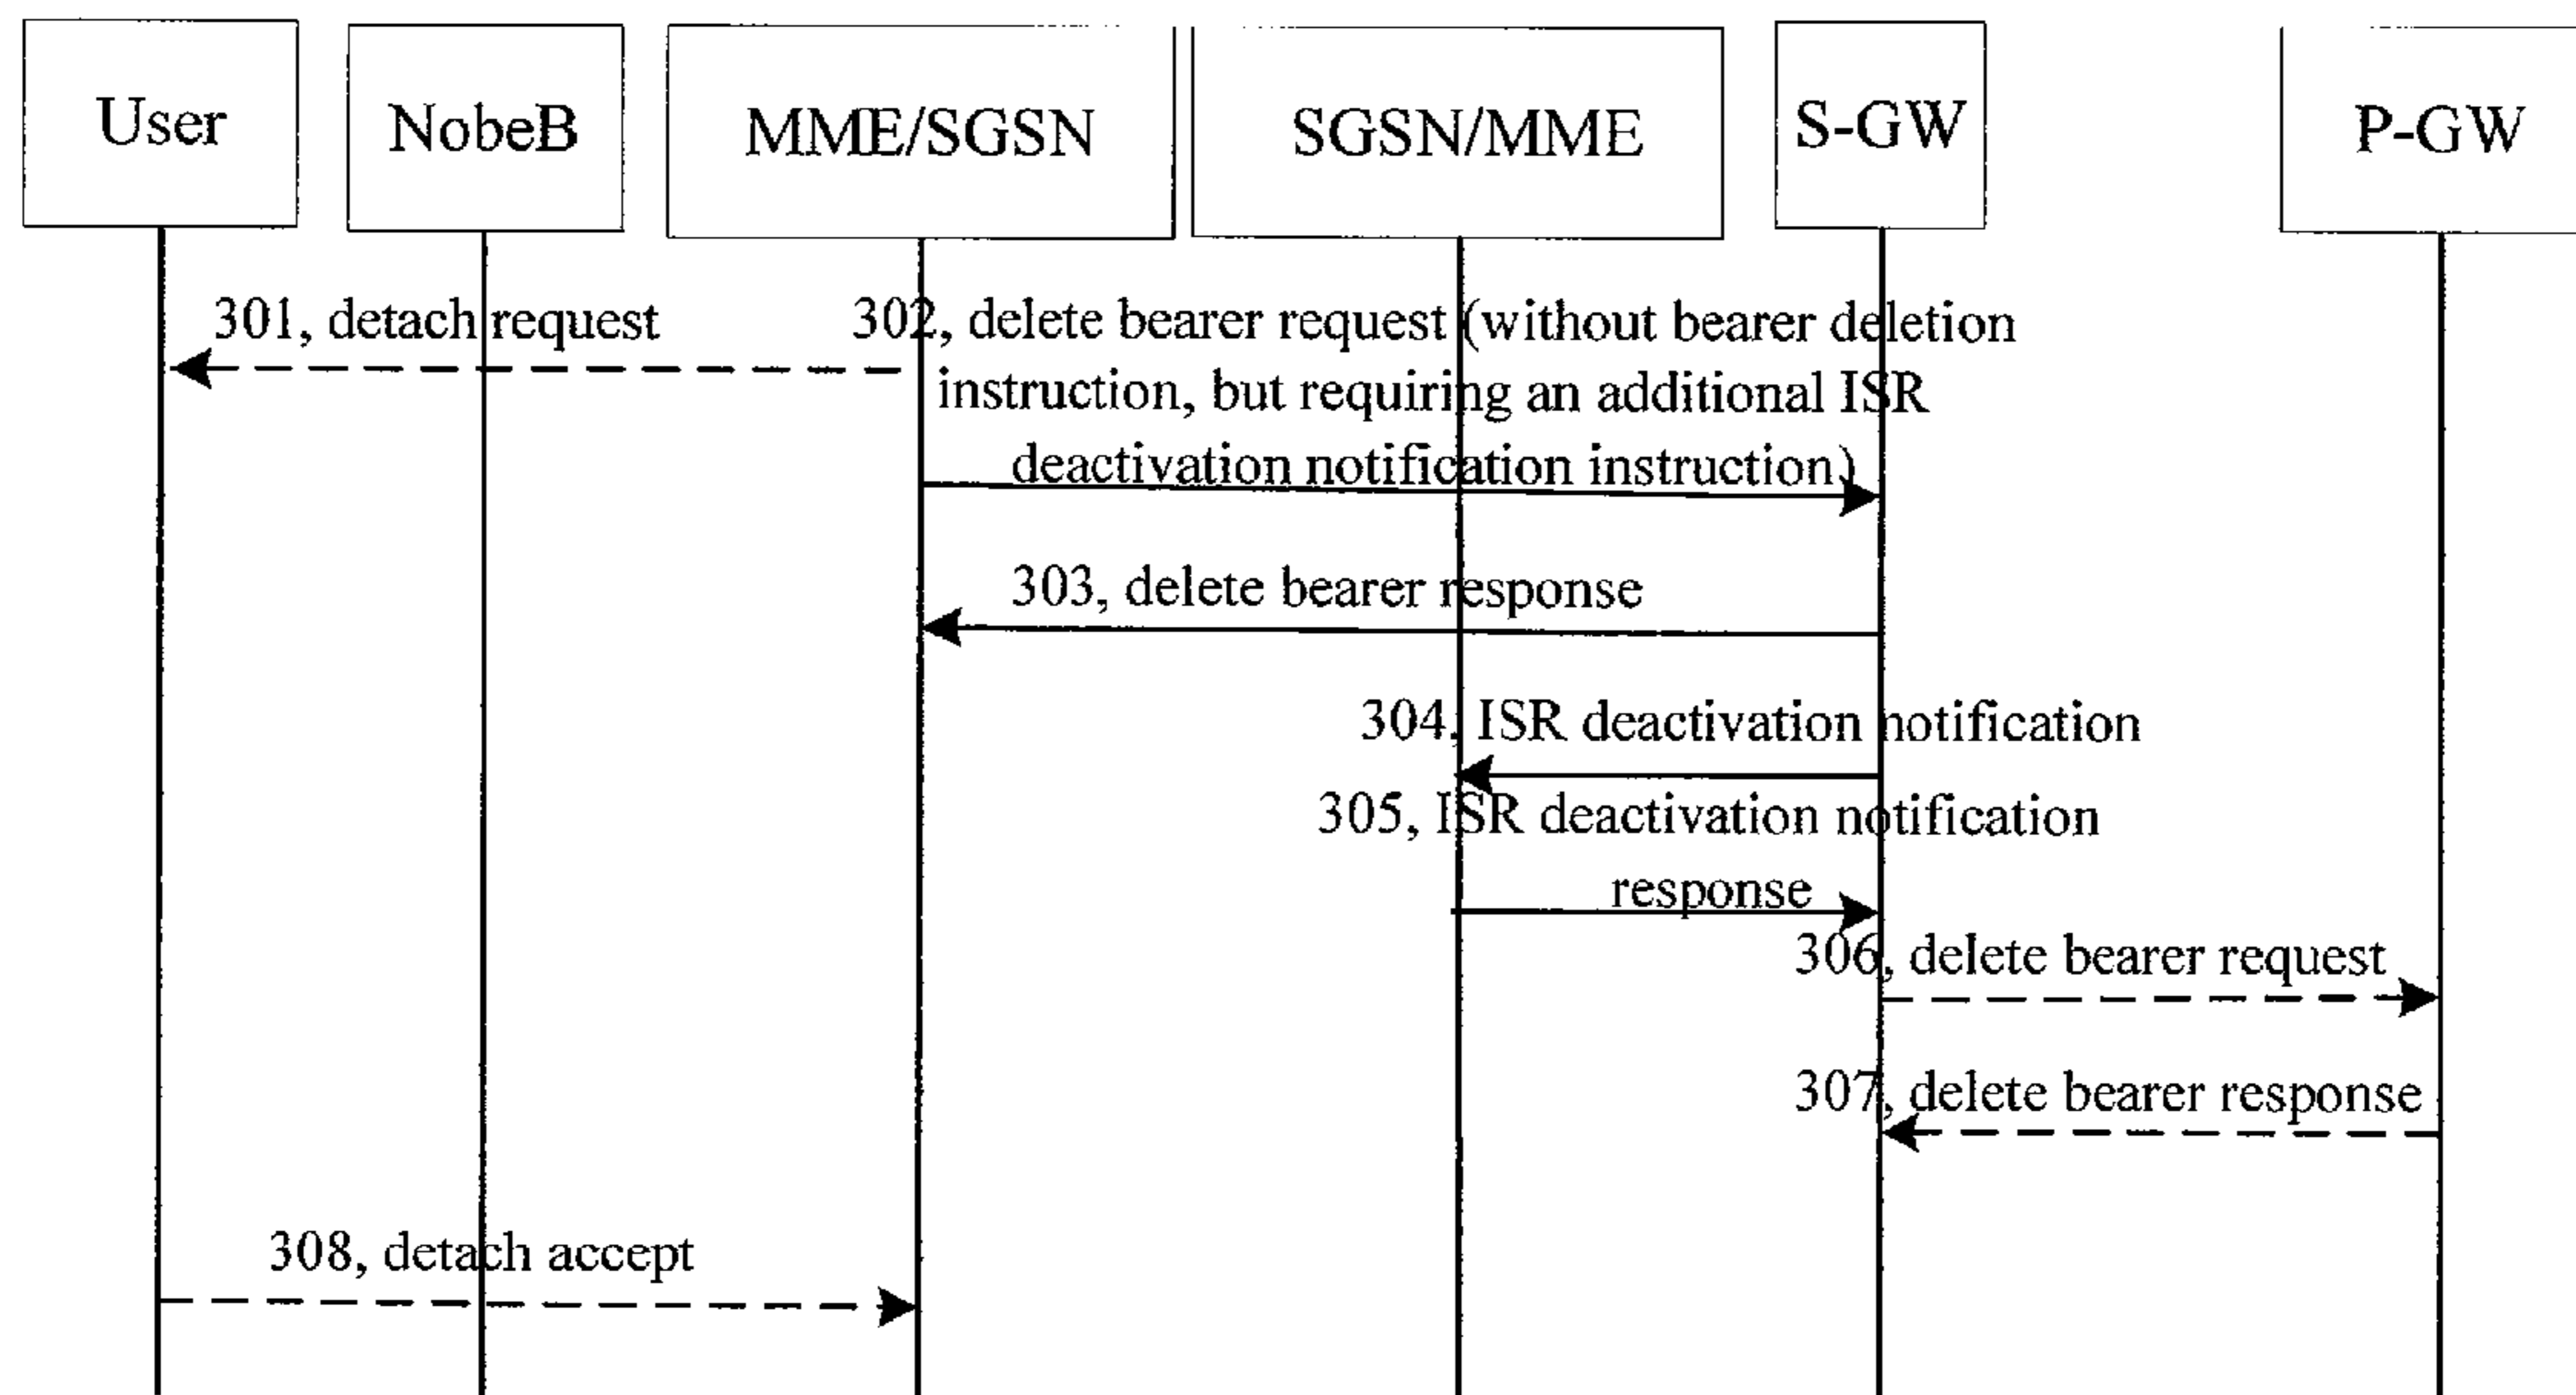 User
NobeB
MME/SGSN
SGSN/MME
S-GW
P-GW
301, detach request
302, delete bearer request (without bearer deletion
instruction, but requiring an additional ISR
deactivation notification instruction)
303, delete bearer response
304, ISR deactivation notification
305, ISR deactivation notification
response
306, delete bearer request
307, delete bearer response
308, detach accept